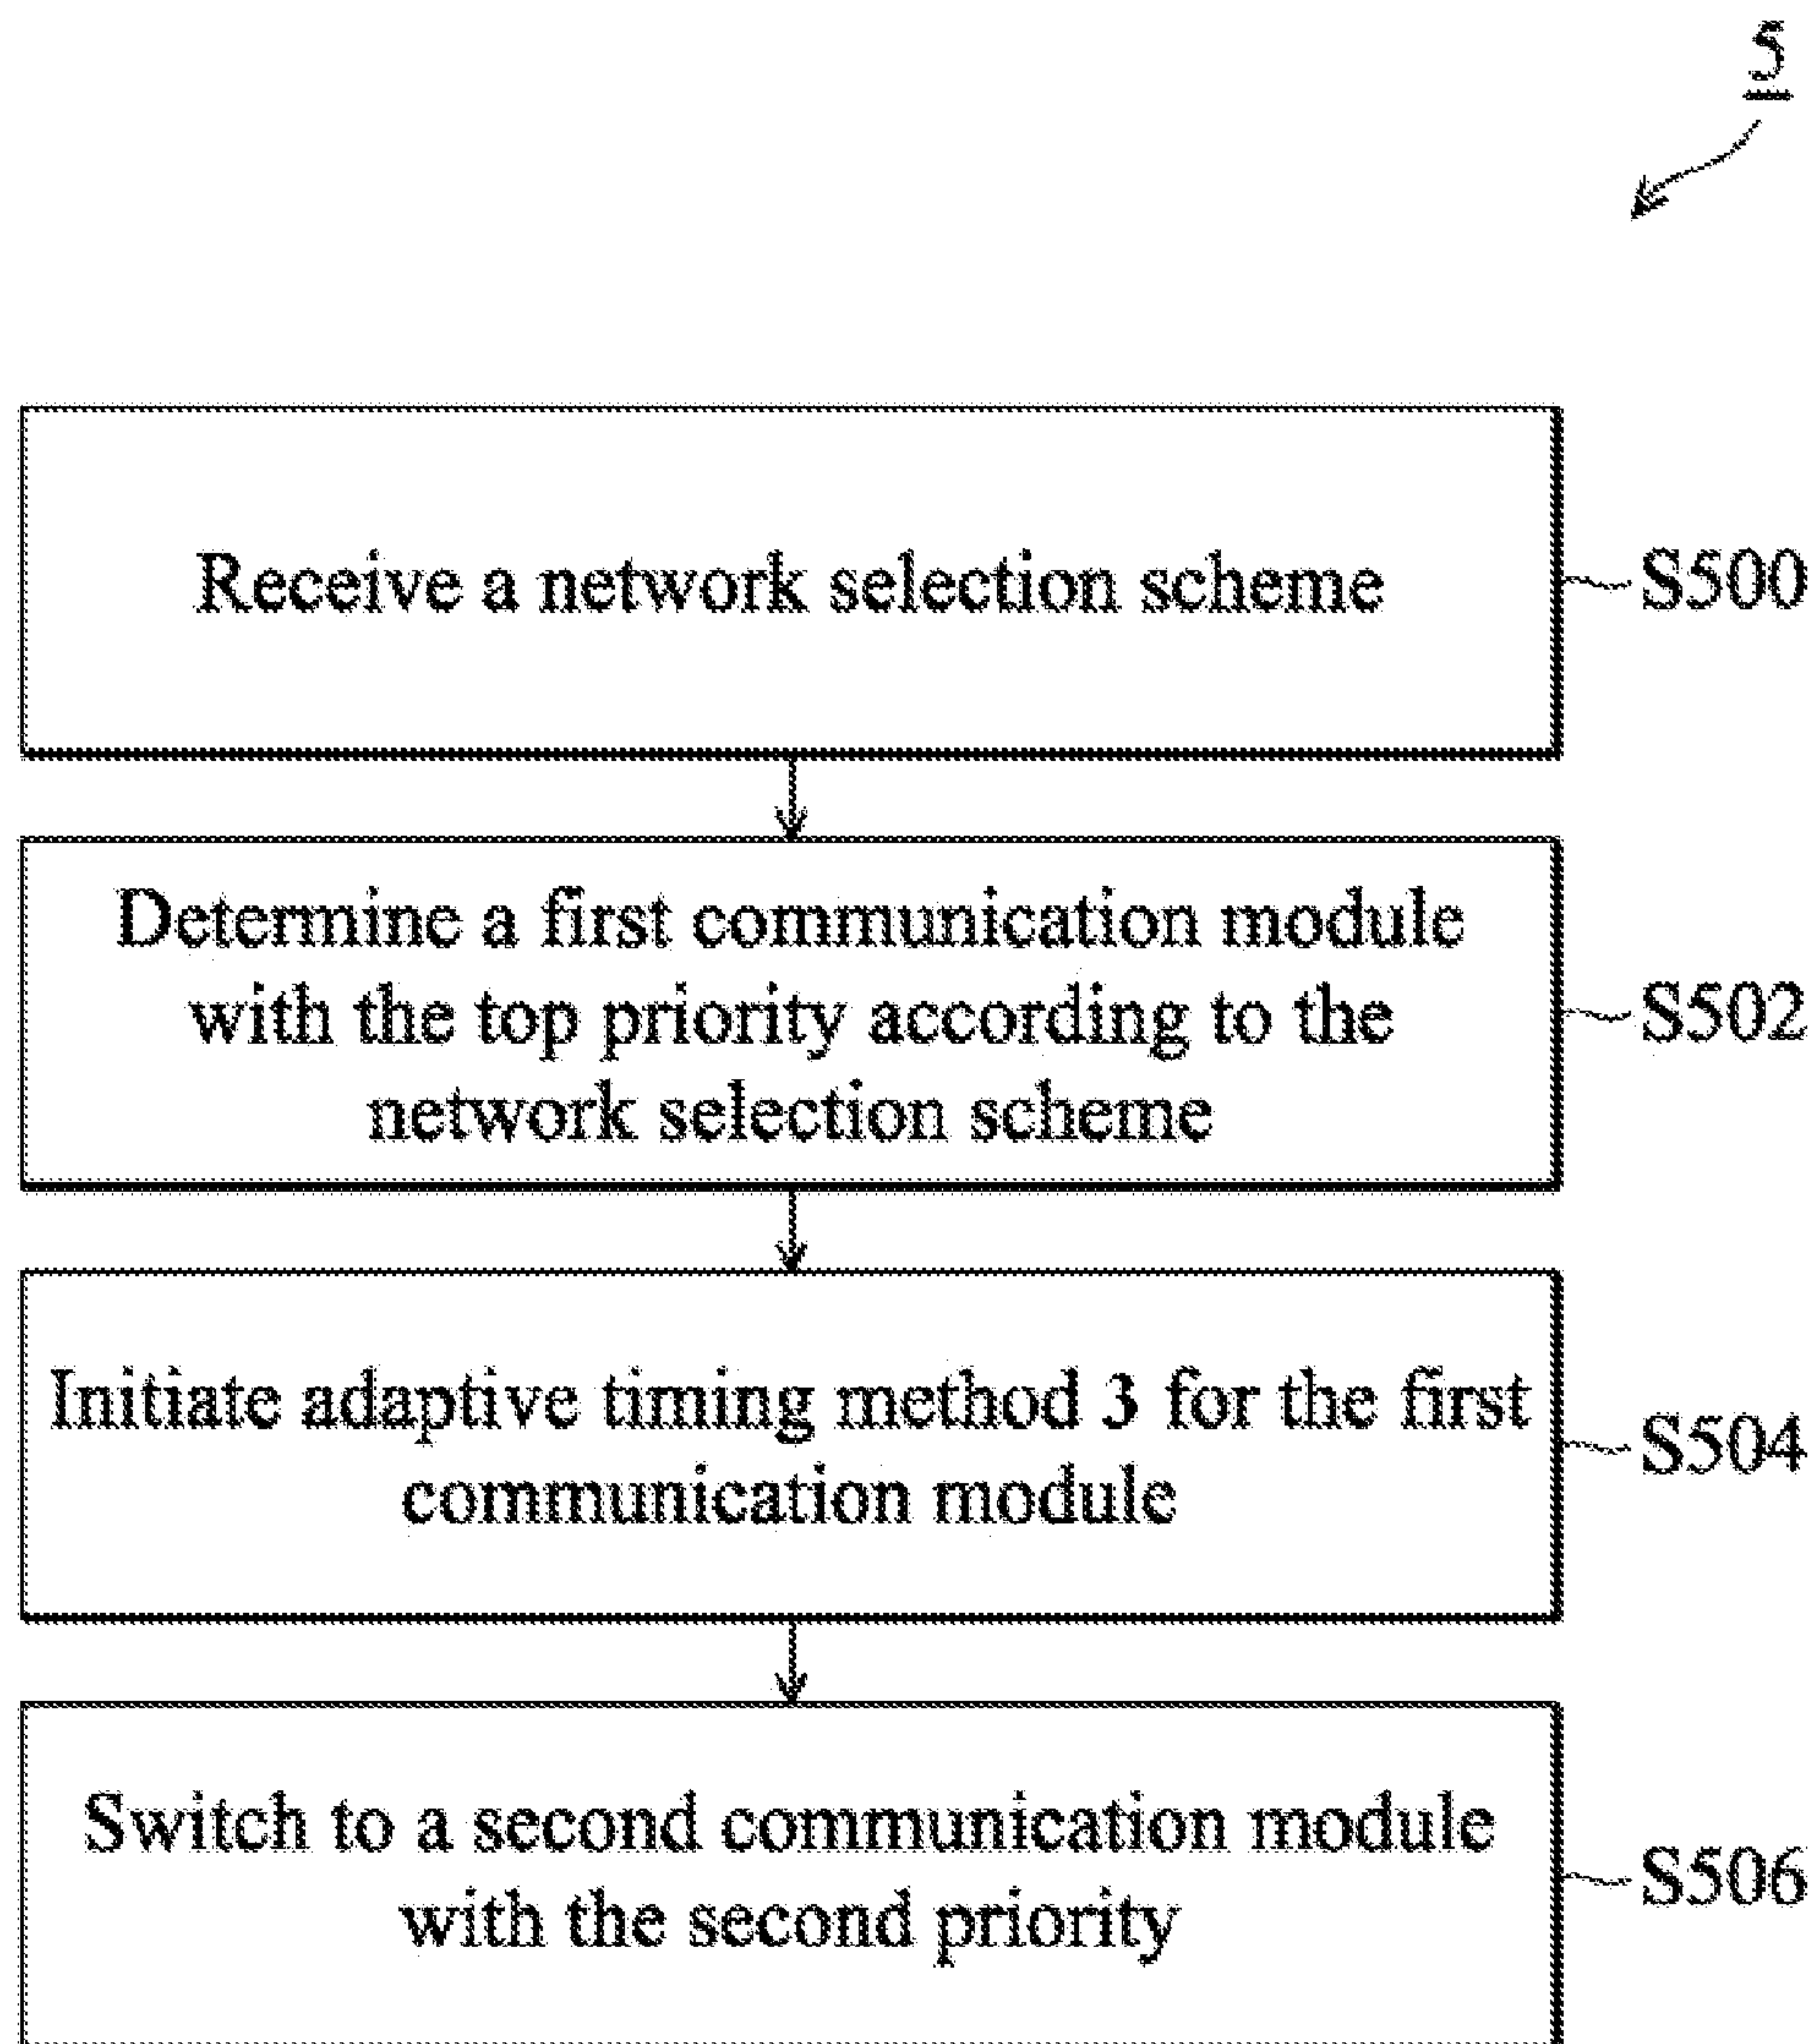 5
Receive a network selection scheme
S500
Determine a first communication module
with the top priority according to the
network selection scheme
S502
Initiate adaptive timing method 3 for the first
communication module
S504
Switch to a second communication module
with the second priority
S506